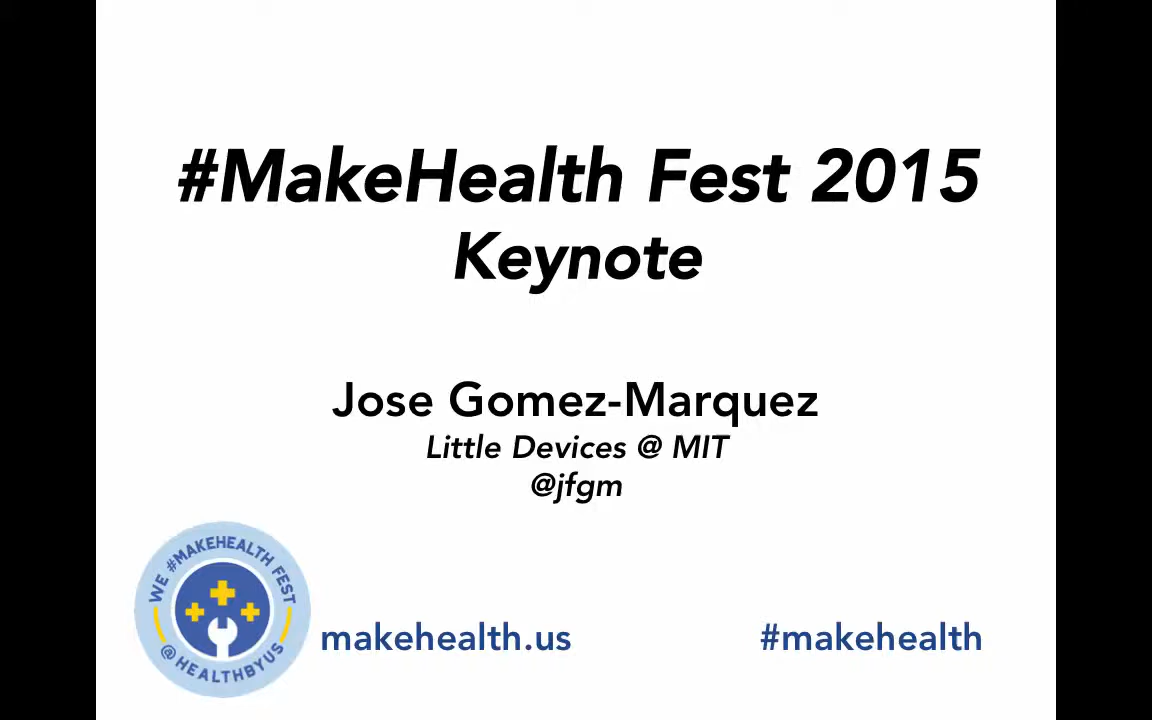 #MakeHealth Fest 2015
Keynote
Jose Gomez-Marquez
Little Devices @ MIT
@jfgm
WE #MAKEHEALTH FEST
@HEALTHBYUS
makehealth.us
#makehealth